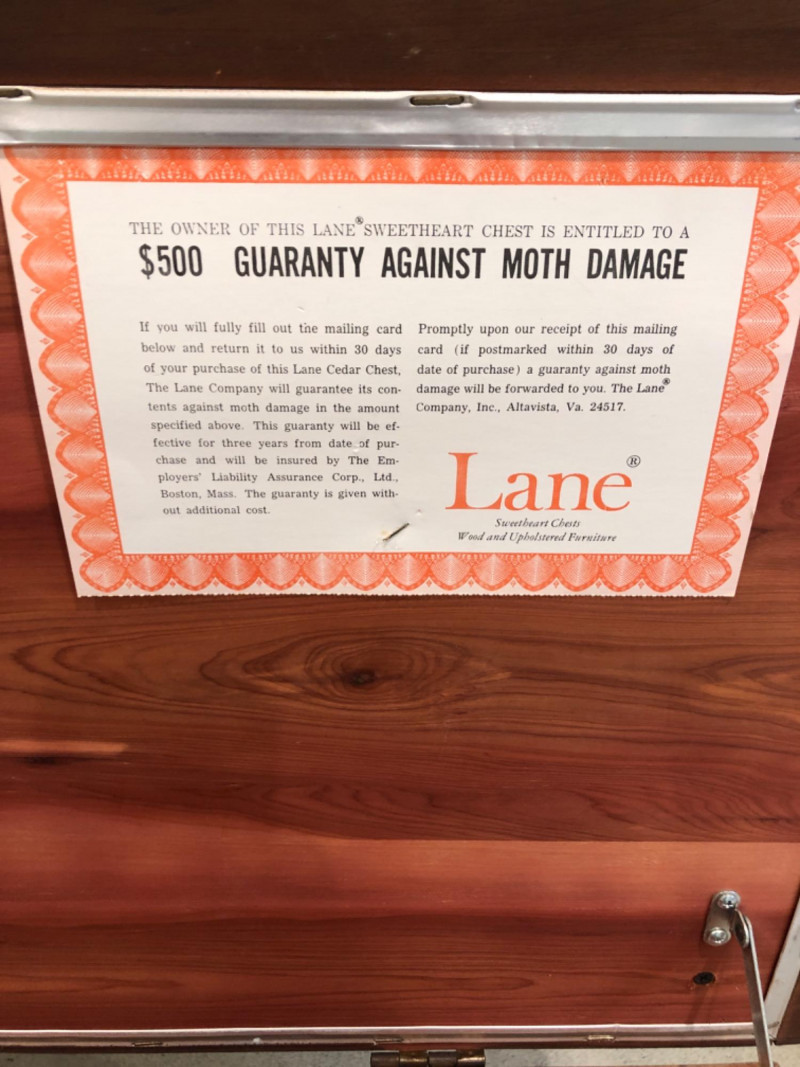 THE OWNER OF THIS LANE® SWEETHEART CHEST IS ENTITLED TO A
$500 GUARANTY AGAINST MOTH DAMAGE
If you will fully fill out the mailing card
below and return it to us within 30 days
of your purchase of this Lane Cedar Chest,
The Lane Company will guarantee its con-
tents against moth damage in the amount
specified above. This guaranty will be ef-
fective for three years from date of pur-
chase and will be insured by The Em-
ployers' Liability Assurance Corp., Ltd.,
Boston, Mass. The guaranty is given with-
out additional cost.
Promptly upon our receipt of this mailing
card (if postmarked within 30 days of
date of purchase) a guaranty against moth
damage will be forwarded to you. The Lane®
Company, Inc., Altavista, Va. 24517.
Lane®
Sweetheart Chests
Wood and Upholstered Furniture